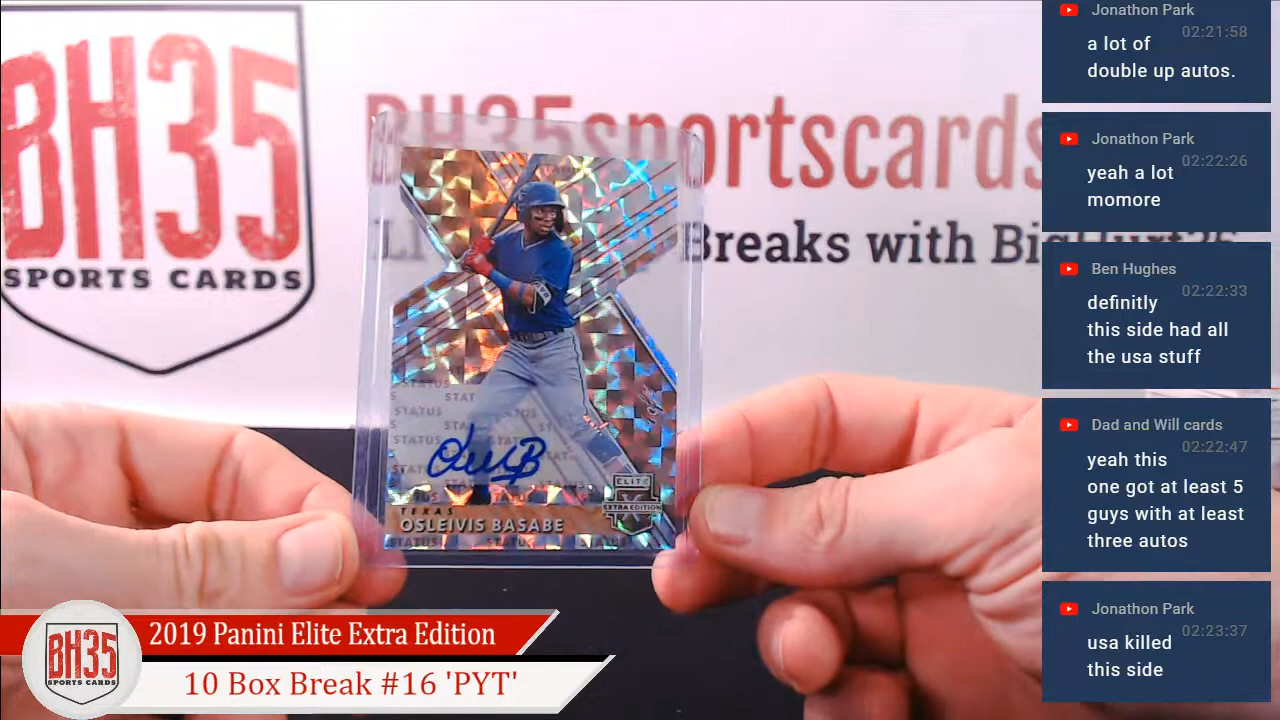 BH35
SPORTS CARDS
BH35sportscards
Breaks with
STATUS
STAT
STATUS
STATUS
TEXAS
OSLEIVIS BASABE
ELITE
EXTRA EDITION
STATUS STATUS STATUS
BH35
SPORTS CARDS
2019 Panini Elite Extra Edition
10 Box Break #16 'PYT'
Jonathon Park
02:21:58
a lot of
double up autos.
Jonathon Park
02:22:26
yeah a lot
momore
Ben Hughes
02:22:33
definitly
this side had all
the usa stuff
Dad and Will cards
02:22:47
yeah this
one got at least 5
guys with at least
three autos
Jonathon Park
02:23:37
usa killed
this side